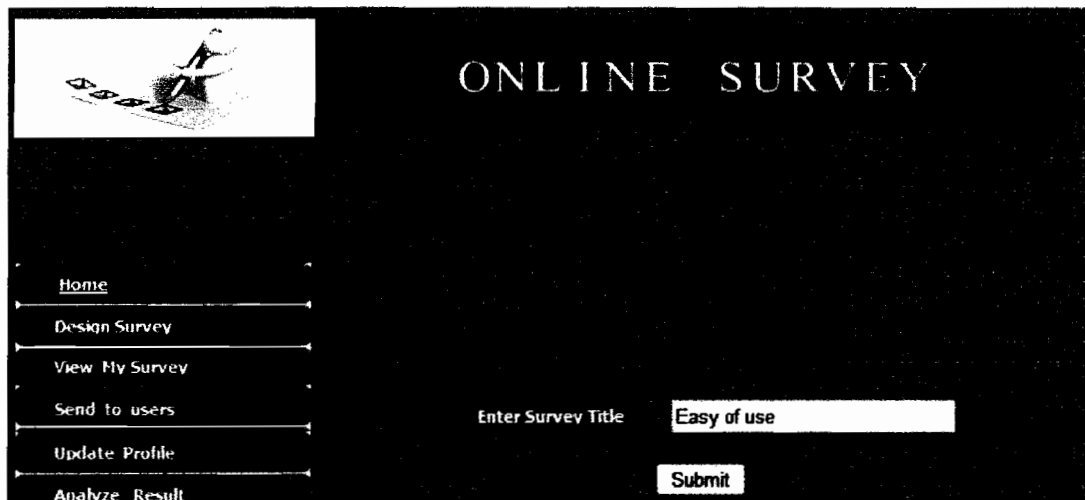 ONLINE SURVEY
Home
Design Survey
View My Survey
Send to users
Update Profile
Analyze Result
Enter Survey Title
Easy of use
Submit